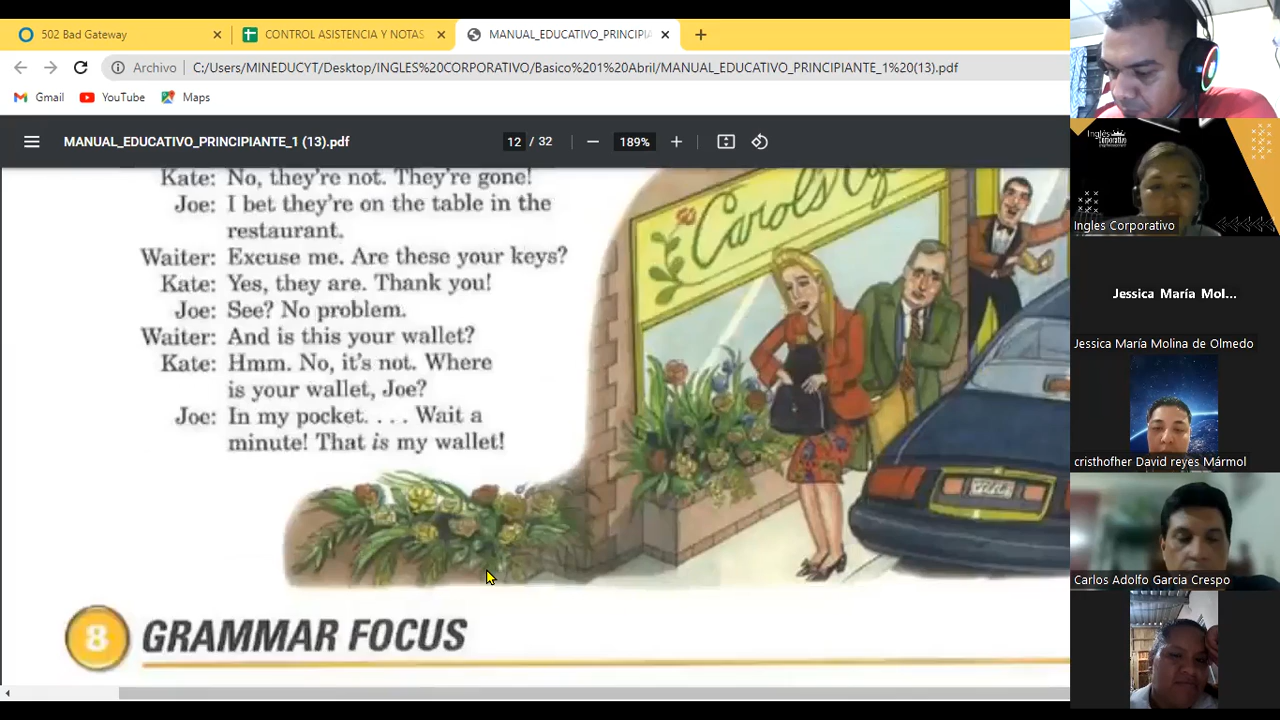 502 Bad Gateway
CONTROL ASISTENCIA Y NOTAS
MANUAL_EDUCATIVO_PRINCIPIA
Archivo
C:/Users/MINEDUCYT/Desktop/INGLES%20CORPORATIVO/Basico%201%20Abril/MANUAL_EDUCATIVO_PRINCIPIANTE_1%20(13).pdf
Gmail
YouTube
Maps
MANUAL_EDUCATIVO_PRINCIPIANTE_1 (13).pdf
12 / 32
189%
Kate: No, they're not. They're gone!
Joe: I bet they're on the table in the
restaurant.
Waiter: Excuse me. Are these your keys?
Kate: Yes, they are. Thank you!
Joe: See? No problem.
Waiter: And is this your wallet?
Kate: Hmm. No, it's not. Where
is your wallet, Joe?
Joe: In my pocket. . . . Wait a
minute! That is my wallet!
Carol's
8 GRAMMAR FOCUS
Inglés
Corporativo
Ingles Corporativo
Jessica María Mol...
Jessica María Molina de Olmedo
cristhofher David reyes Mármol
Carlos Adolfo Garcia Crespo